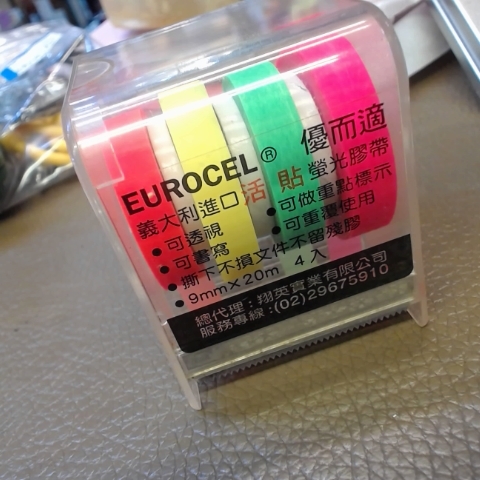 EUROCEL® 優而適
義大利進口活貼螢光膠帶
• 可透視 • 可做重點標示
• 可書寫 • 可重覆使用
• 撕下不損文件不留殘膠
• 9mm×20m 4入
總代理：翔英實業有限公司
服務專線：(02)29675910